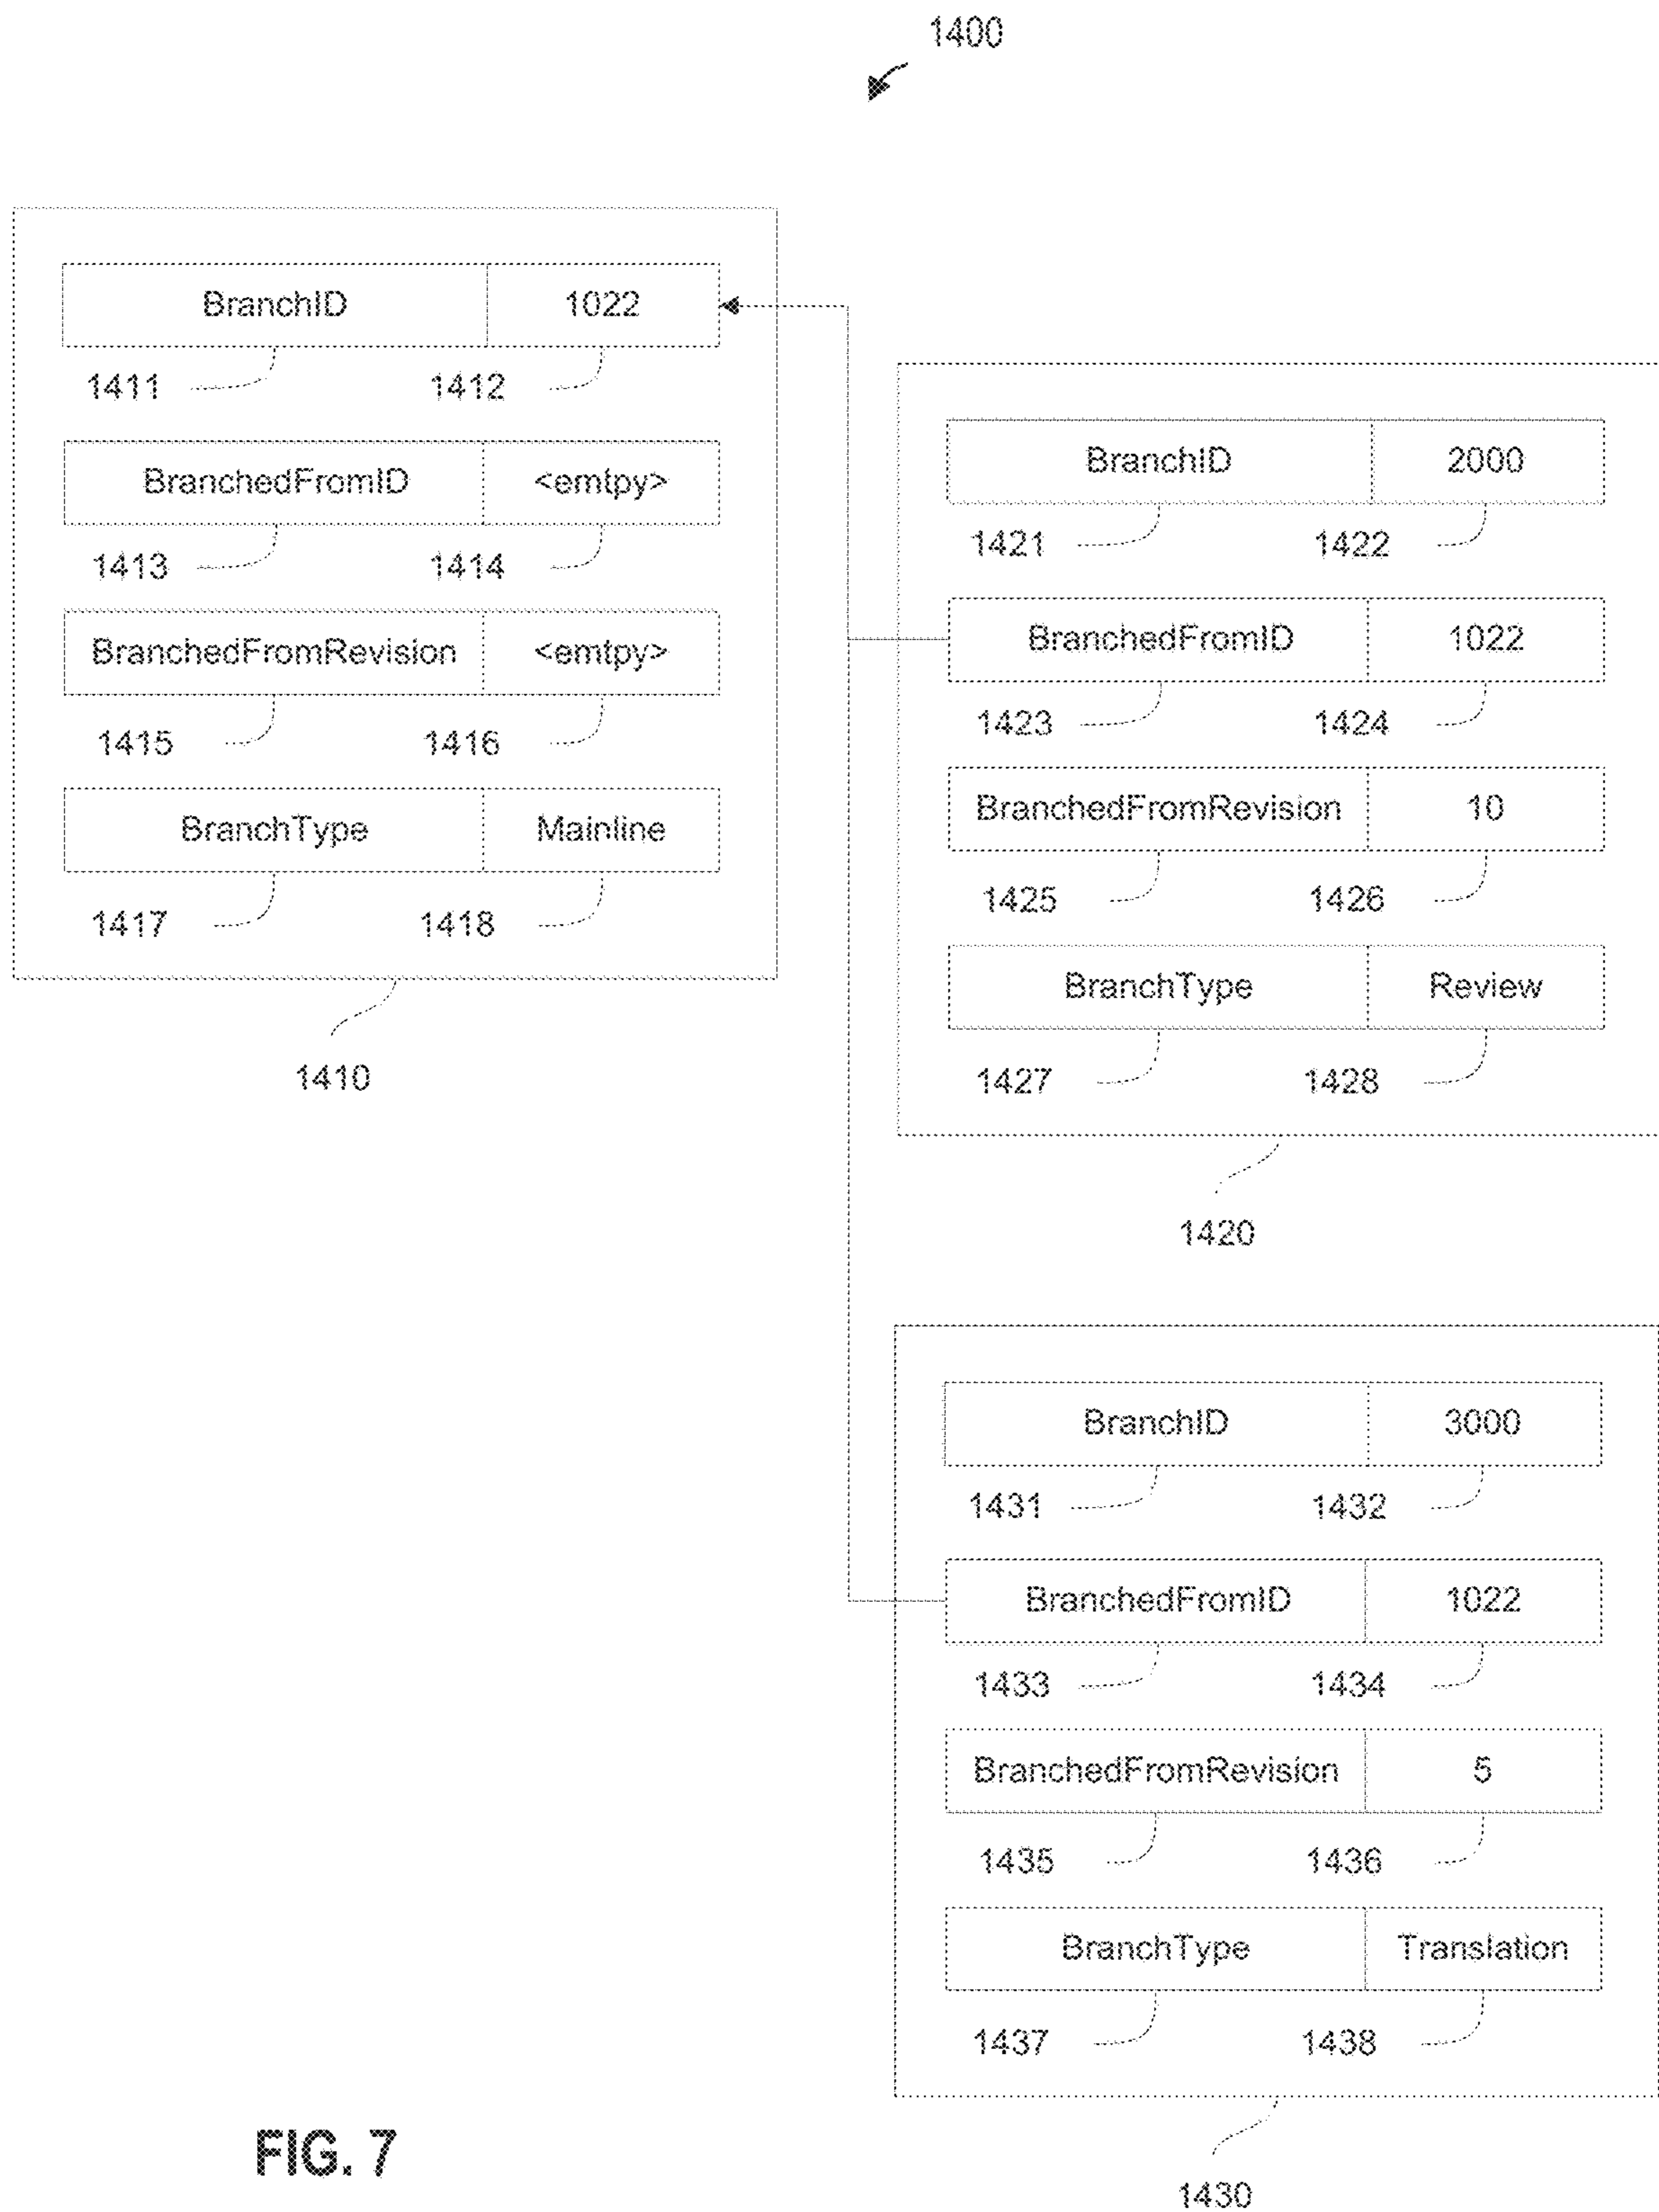 1400
BranchID 1022
1411 1412
BranchedFromID <emtpy>
1413 1414
BranchedFromRevision <emtpy>
1415 1416
BranchType Mainline
1417 1418
1410
BranchID 2000
1421 1422
BranchedFromID 1022
1423 1424
BranchedFromRevision 10
1425 1426
BranchType Review
1427 1428
1420
BranchID 3000
1431 1432
BranchedFromID 1022
1433 1434
BranchedFromRevision 5
1435 1436
BranchType Translation
1437 1438
1430
FIG. 7